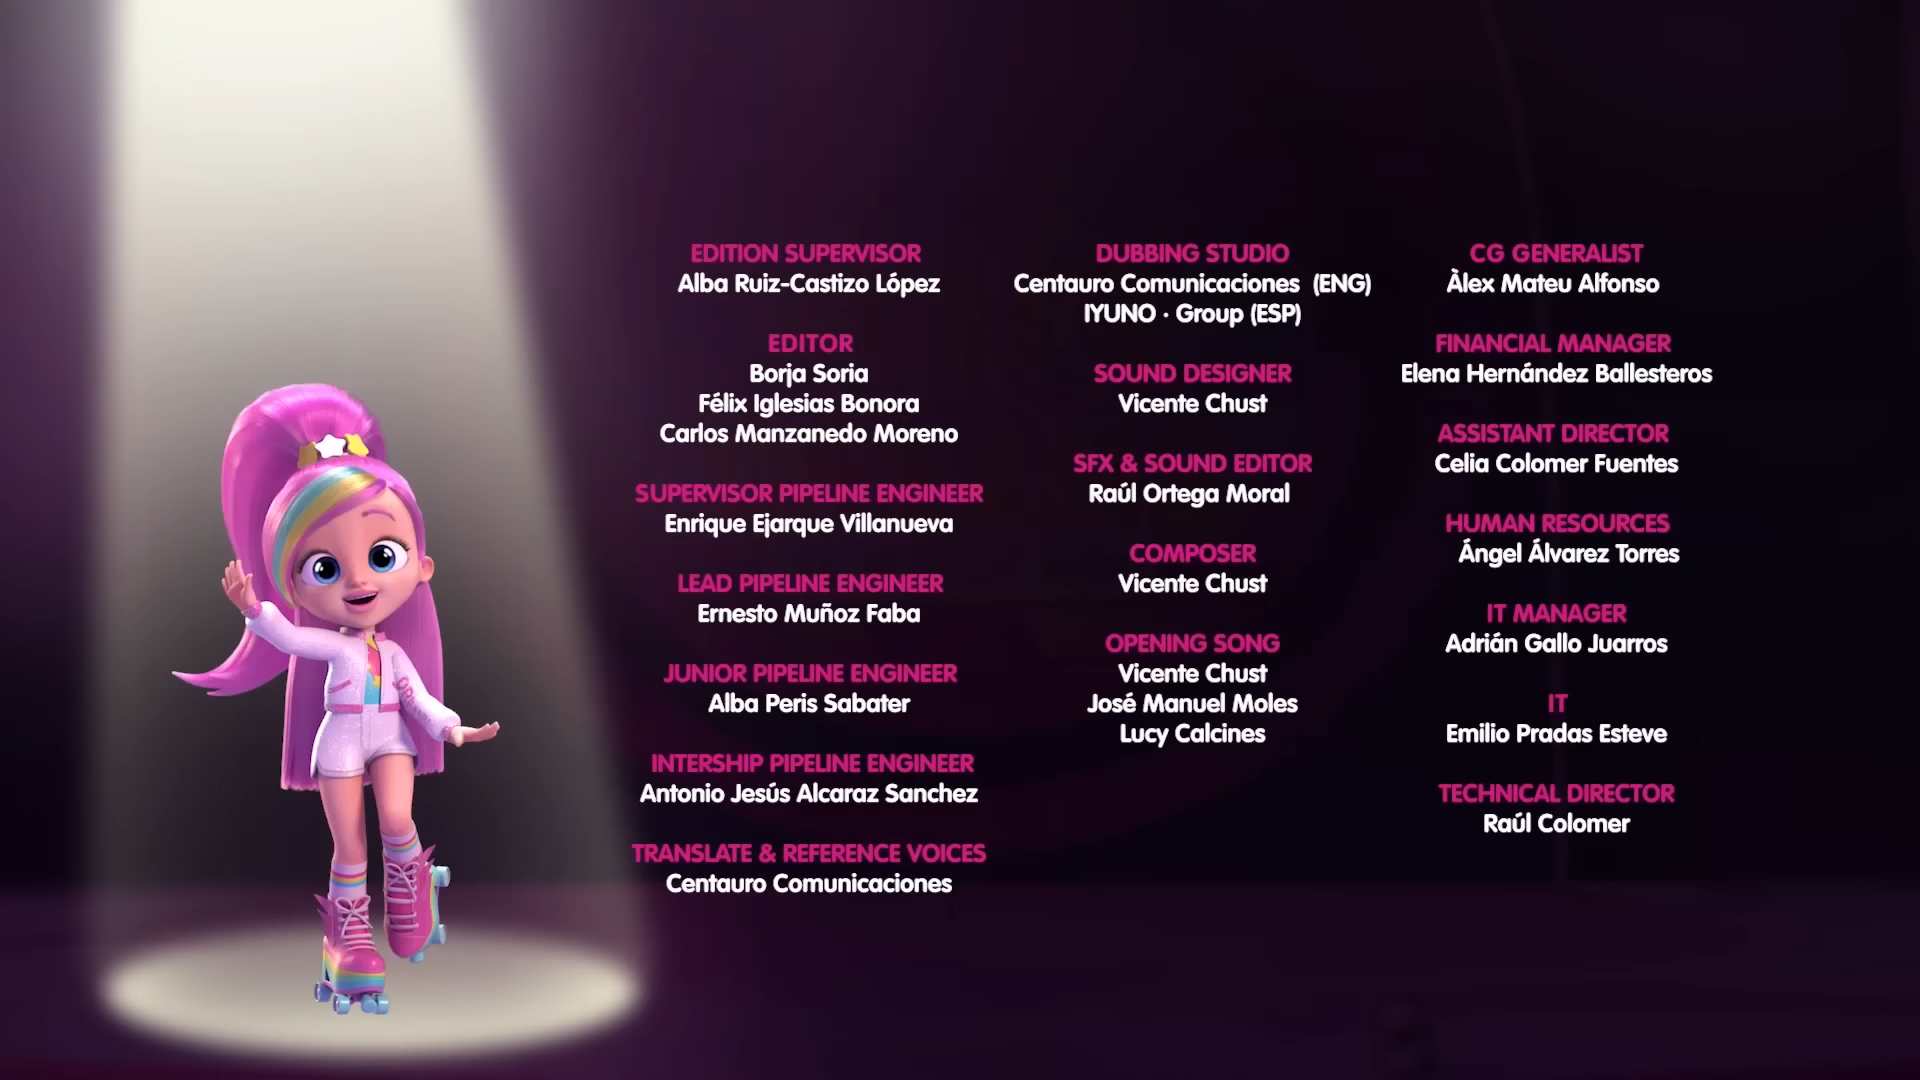 EDITION SUPERVISOR
Alba Ruiz-Castizo López
EDITOR
Borja Soria
Félix Iglesias Bonora
Carlos Manzanedo Moreno
SUPERVISOR PIPELINE ENGINEER
Enrique Ejarque Villanueva
LEAD PIPELINE ENGINEER
Ernesto Muñoz Faba
JUNIOR PIPELINE ENGINEER
Alba Peris Sabater
INTERSHIP PIPELINE ENGINEER
Antonio Jesús Alcaraz Sanchez
TRANSLATE & REFERENCE VOICES
Centauro Comunicaciones
DUBBING STUDIO
Centauro Comunicaciones (ENG)
IYUNO · Group (ESP)
SOUND DESIGNER
Vicente Chust
SFX & SOUND EDITOR
Raúl Ortega Moral
COMPOSER
Vicente Chust
OPENING SONG
Vicente Chust
José Manuel Moles
Lucy Calcines
CG GENERALIST
Àlex Mateu Alfonso
FINANCIAL MANAGER
Elena Hernández Ballesteros
ASSISTANT DIRECTOR
Celia Colomer Fuentes
HUMAN RESOURCES
Ángel Álvarez Torres
IT MANAGER
Adrián Gallo Juarros
IT
Emilio Pradas Esteve
TECHNICAL DIRECTOR
Raúl Colomer